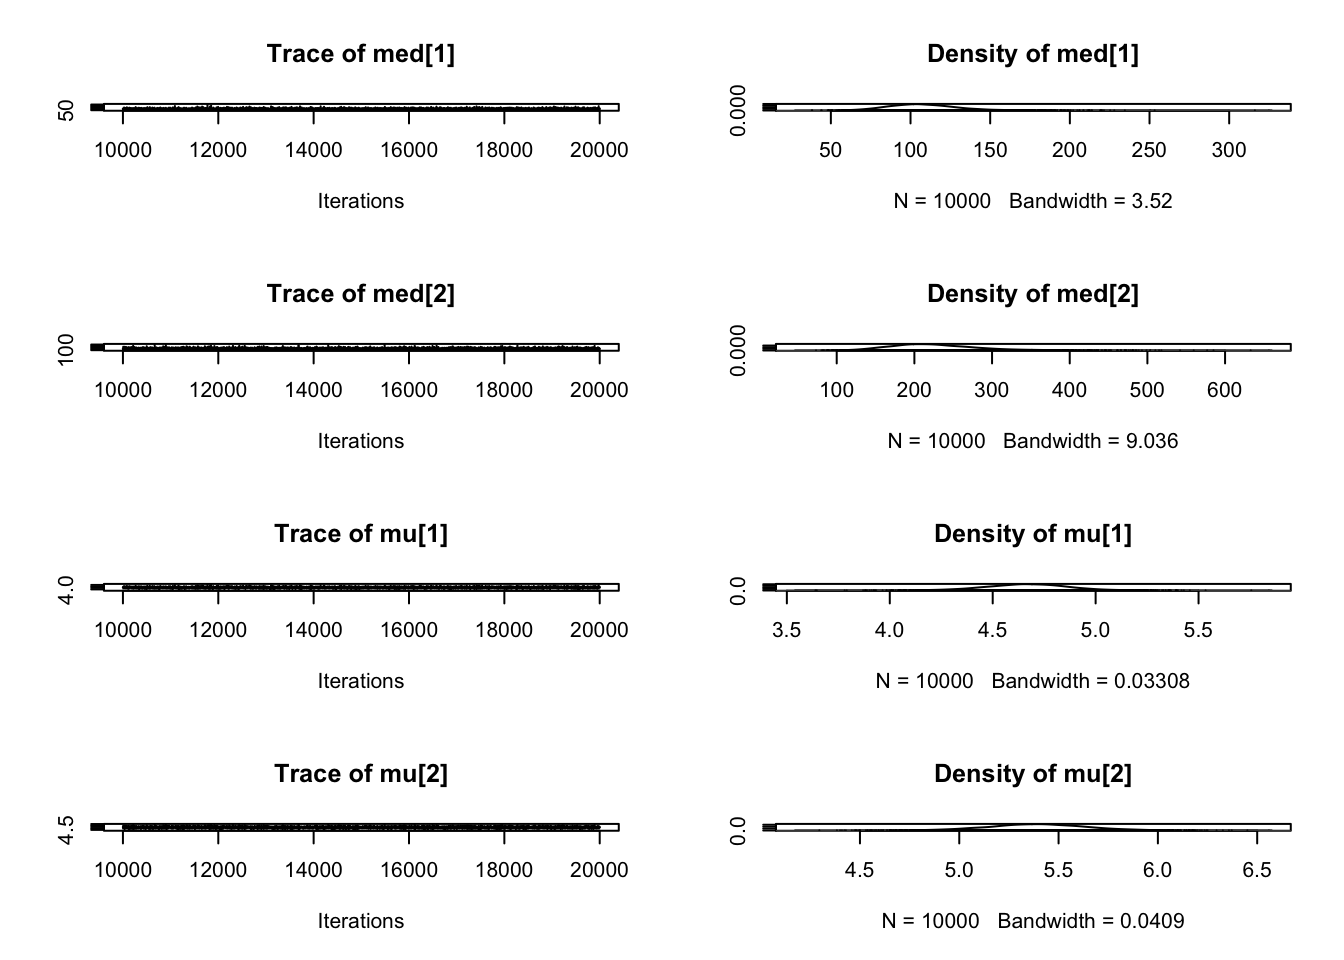 Trace of med[1]
50
10000 12000 14000 16000 18000 20000
Iterations
Density of med[1]
0.000
50 100 150 200 250 300
N = 10000 Bandwidth = 3.52
Trace of med[2]
100
10000 12000 14000 16000 18000 20000
Iterations
Density of med[2]
0.000
100 200 300 400 500 600
N = 10000 Bandwidth = 9.036
Trace of mu[1]
4.0
10000 12000 14000 16000 18000 20000
Iterations
Density of mu[1]
0.0
3.5 4.0 4.5 5.0 5.5
N = 10000 Bandwidth = 0.03308
Trace of mu[2]
4.5
10000 12000 14000 16000 18000 20000
Iterations
Density of mu[2]
0.0
4.5 5.0 5.5 6.0 6.5
N = 10000 Bandwidth = 0.0409